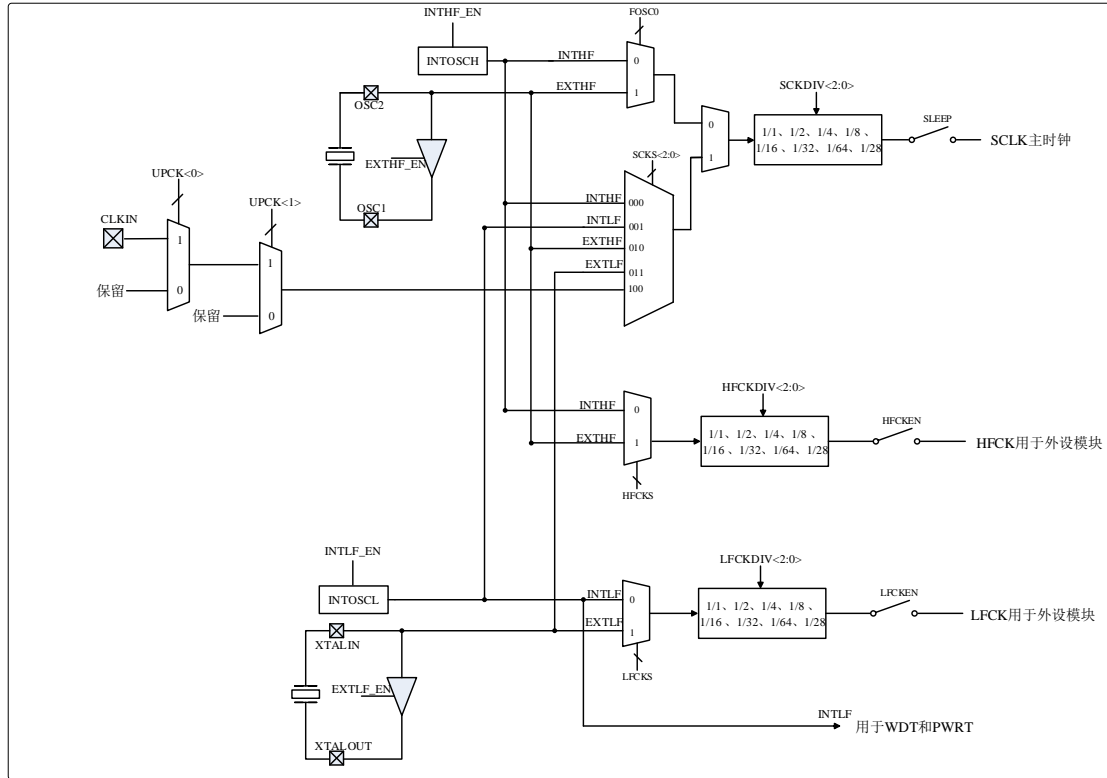 INTHF_EN
FOSC0
INTOSCH
INTHF
0
EXTHF
1
OSC2
EXTHF_EN
OSC1
SCKDIV<2:0>
0
1
1/1、1/2、1/4、1/8 、
1/16 、1/32、1/64、1/28
SLEEP
SCLK主时钟
SCKS<2:0>
INTHF
000
INTLF
001
EXTHF
010
EXTLF
011
100
UPCK<0>
UPCK<1>
CLKIN
1
保留
0
1
保留
0
HFCKDIV<2:0>
INTHF
0
EXTHF
1
1/1、1/2、1/4、1/8 、
1/16 、1/32、1/64、1/28
HFCKEN
HFCK用于外设模块
HFCKS
INTLF_EN
INTOSCL
LFCKDIV<2:0>
INTLF
0
EXTLF
1
1/1、1/2、1/4、1/8 、
1/16 、1/32、1/64、1/28
LFCKEN
LFCK用于外设模块
LFCKS
XTALIN
EXTLF_EN
XTALOUT
INTLF
用于WDT和PWRT